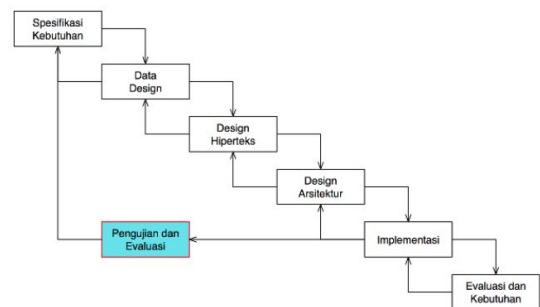 Spesifikasi
Kebutuhan
Data
Design
Design
Hiperteks
Design
Arsitektur
Pengujian dan
Evaluasi
Implementasi
Evaluasi dan
Kebutuhan